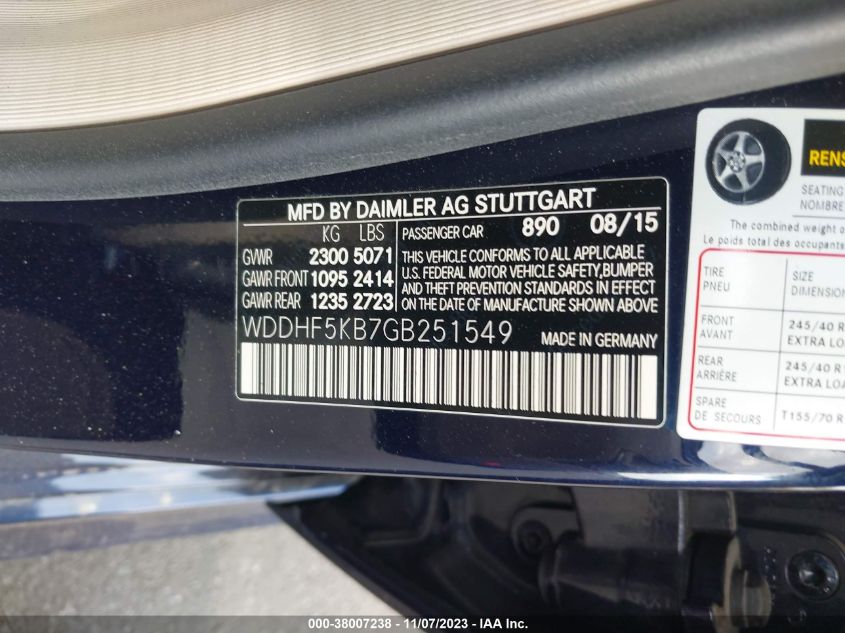 MFD BY DAIMLER AG STUTTGART
KG LBS
GVWR 2300 5071
GAWR FRONT 1095 2414
GAWR REAR 1235 2723
PASSENGER CAR 890 08/15
THIS VEHICLE CONFORMS TO ALL APPLICABLE
U.S. FEDERAL MOTOR VEHICLE SAFETY, BUMPER
AND THEFT PREVENTION STANDARDS IN EFFECT
ON THE DATE OF MANUFACTURE SHOWN ABOVE
WDDHF5KB7GB251549 MADE IN GERMANY
SEATING
NOMBRE
The combined weight
Le poids total des occupants
TIRE SIZE
PNEU
FRONT 245/40
AVANT EXTRA
REAR 245/40
ARRIÈRE EXTRA
SPARE
DE SECOURS T155/70
000-38007238 - 11/07/2023 - IAA Inc.